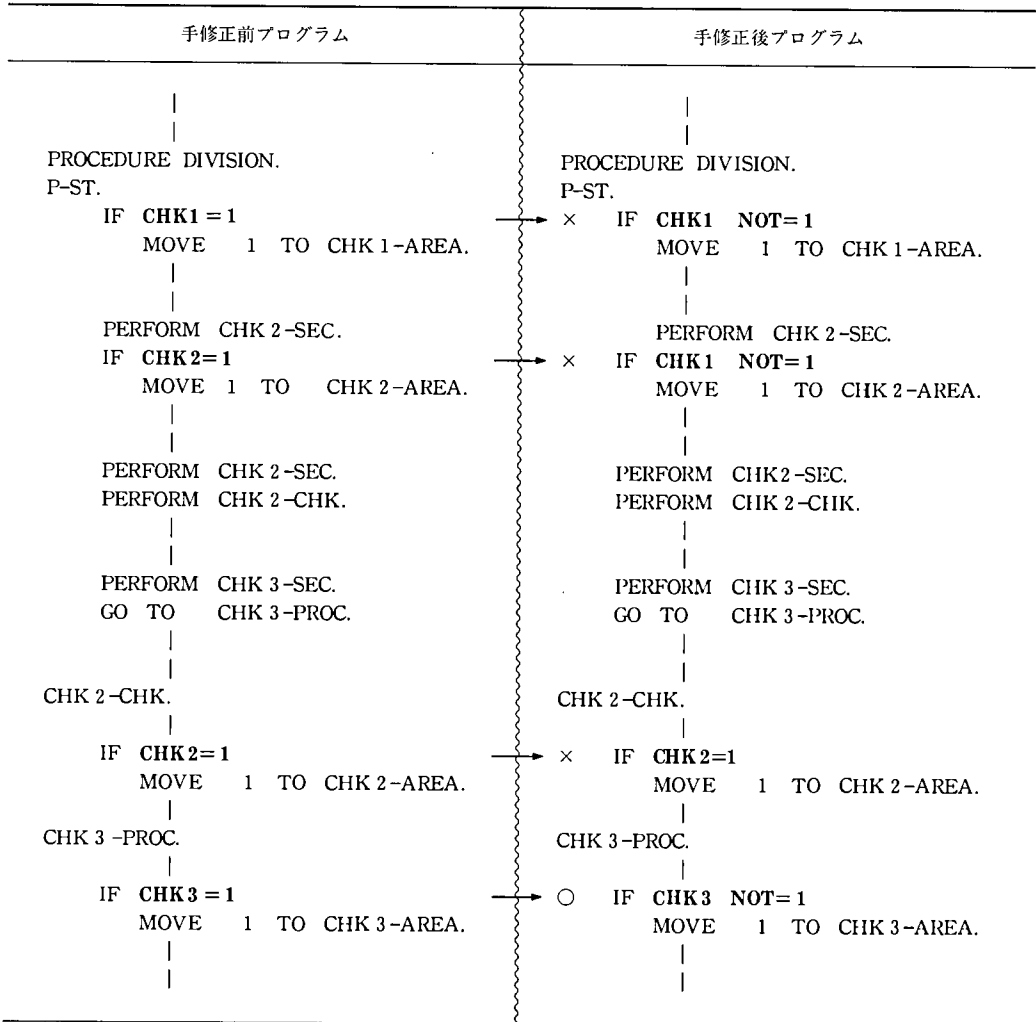 手修正前プログラム
PROCEDURE DIVISION.
P-ST.
IF CHK1 = 1
MOVE 1 TO CHK 1-AREA.
PERFORM CHK 2-SEC.
IF CHK2=1
MOVE 1 TO CHK 2-AREA.
PERFORM CHK 2-SEC.
PERFORM CHK 2-CHK.
PERFORM CHK 3-SEC.
GO TO CHK 3-PROC.
CHK 2-CHK.
IF CHK2=1
MOVE 1 TO CHK 2-AREA.
CHK 3-PROC.
IF CHK3 = 1
MOVE 1 TO CHK 3-AREA.
手修正後プログラム
PROCEDURE DIVISION.
P-ST.
× IF CHK1 NOT= 1
MOVE 1 TO CHK 1-AREA.
PERFORM CHK 2-SEC.
× IF CHK1 NOT=1
MOVE 1 TO CHK 2-AREA.
PERFORM CHK2-SEC.
PERFORM CHK 2-CHK.
PERFORM CHK 3-SEC.
GO TO CHK 3-PROC.
CHK 2-CHK.
× IF CHK2=1
MOVE 1 TO CHK 2-AREA.
CHK 3-PROC.
○ IF CHK3 NOT= 1
MOVE 1 TO CHK 3-AREA.